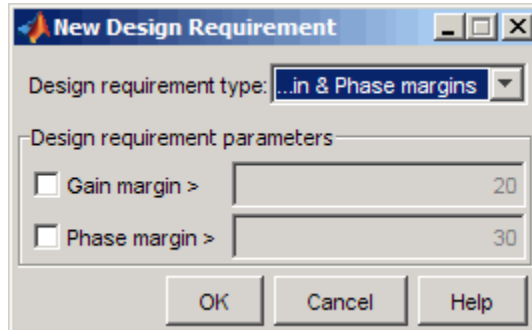 New Design Requirement
Design requirement type: ...in & Phase margins
Design requirement parameters
Gain margin > 20
Phase margin > 30
OK Cancel Help